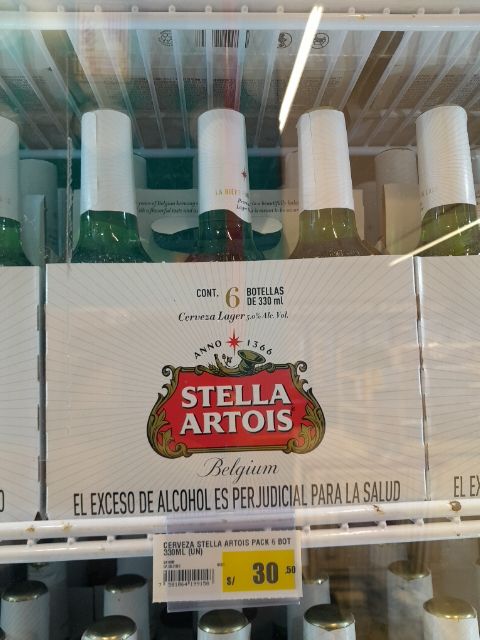 LA BIÈRE
CONT. 6 BOTELLAS DE 330 ml
Cerveza Lager 5.0% Alc. Vol.
ANNO 1366
STELLA
ARTOIS
Belgium
EL EXCESO DE ALCOHOL ES PERJUDICIAL PARA LA SALUD
EL EX
CERVEZA STELLA ARTOIS PACK 6 BOT
330ML (UN)
S/ 30.50